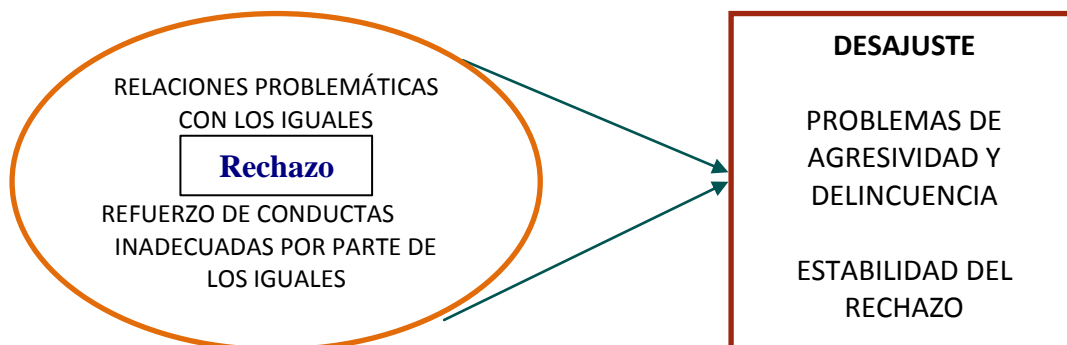 RELACIONES PROBLEMÁTICAS
CON LOS IGUALES
Rechazo
REFUERZO DE CONDUCTAS
INADECUADAS POR PARTE DE
LOS IGUALES
DESAJUSTE
PROBLEMAS DE
AGRESIVIDAD Y
DELINCUENCIA
ESTABILIDAD DEL
RECHAZO